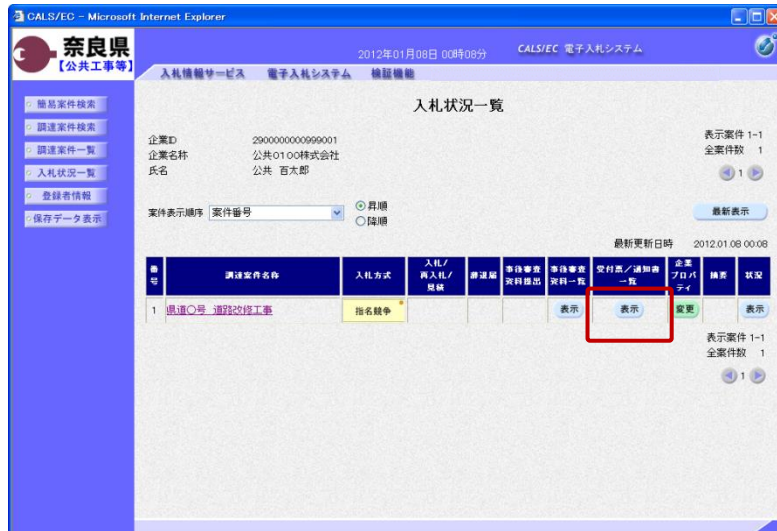 CALS/EC - Microsoft Internet Explorer
奈良県
【公共工事等】
2012年01月08日 00時08分
CALS/EC 電子入札システム
入札情報サービス 電子入札システム 検証機能
簡易案件検索
調達案件検索
調達案件一覧
入札状況一覧
登録者情報
保存データ表示
入札状況一覧
企業ID 2900000000999001
企業名称 公共0100株式会社
氏名 公共 百太郎
表示案件 1-1
全案件数 1
1
案件表示順序 案件番号
昇順
降順
最新表示
最新更新日時 2012.01.08 00:08
番号 調達案件名称 入札方式 入札/再入札/見積 辞退届 事後審査資料提出 事後審査資料一覧 受付票/通知書一覧 企業プロパティ 摘要 状況
1 県道〇号 道路改修工事 指名競争 表示 表示 変更 表示
表示案件 1-1
全案件数 1
1